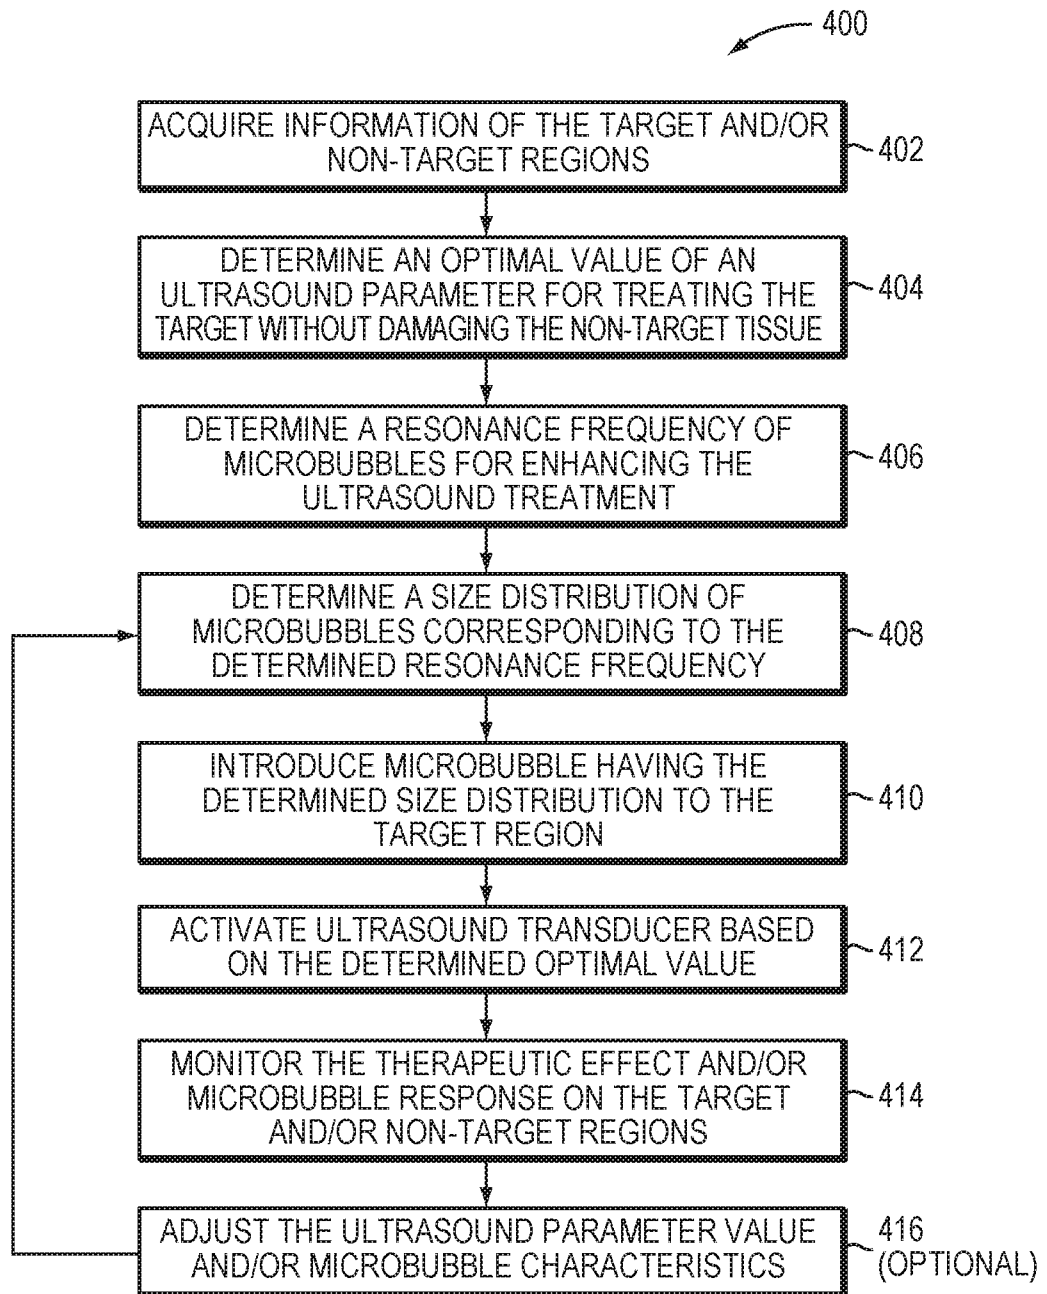 400
ACQUIRE INFORMATION OF THE TARGET AND/OR
NON-TARGET REGIONS
402
DETERMINE AN OPTIMAL VALUE OF AN
ULTRASOUND PARAMETER FOR TREATING THE
TARGET WITHOUT DAMAGING THE NON-TARGET TISSUE
404
DETERMINE A RESONANCE FREQUENCY OF
MICROBUBBLES FOR ENHANCING THE
ULTRASOUND TREATMENT
406
DETERMINE A SIZE DISTRIBUTION OF
MICROBUBBLES CORRESPONDING TO THE
DETERMINED RESONANCE FREQUENCY
408
INTRODUCE MICROBUBBLE HAVING THE
DETERMINED SIZE DISTRIBUTION TO THE
TARGET REGION
410
ACTIVATE ULTRASOUND TRANSDUCER BASED
ON THE DETERMINED OPTIMAL VALUE
412
MONITOR THE THERAPEUTIC EFFECT AND/OR
MICROBUBBLE RESPONSE ON THE TARGET
AND/OR NON-TARGET REGIONS
414
ADJUST THE ULTRASOUND PARAMETER VALUE
AND/OR MICROBUBBLE CHARACTERISTICS
416
(OPTIONAL)